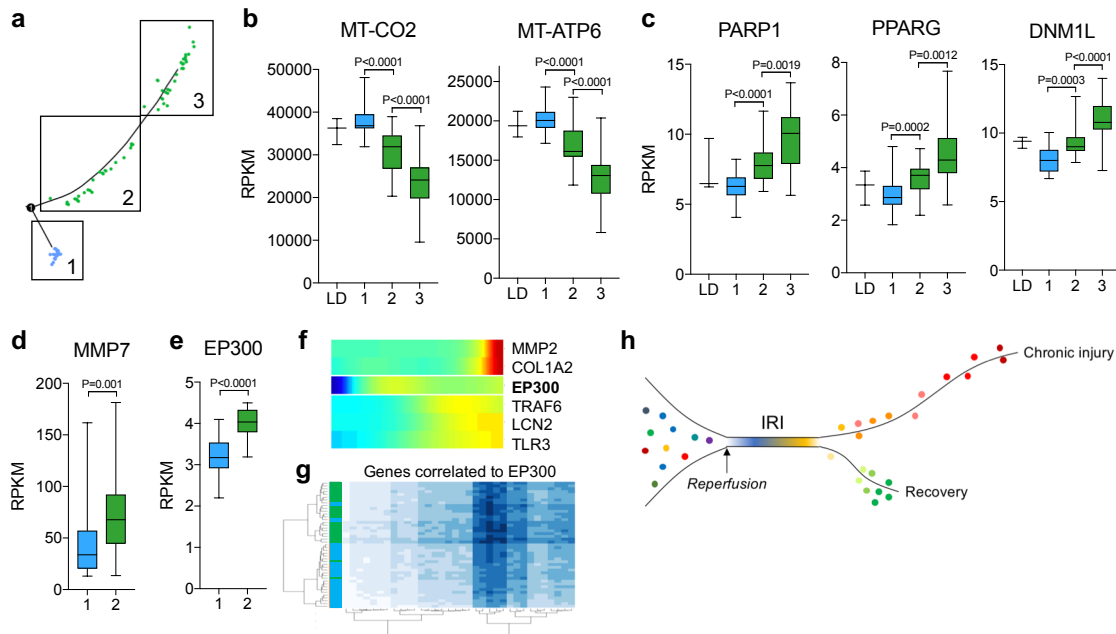 a
1
2
3
1
b
MT-CO2
RPKM
50000
40000
30000
20000
10000
0
P<0.0001
P<0.0001
LD 1 2 3
MT-ATP6
25000
22500
20000
17500
15000
12500
10000
7500
5000
2500
0
P<0.0001
P<0.0001
LD 1 2 3
c
PARP1
RPKM
15
10
5
0
P=0.0019
P<0.0001
LD 1 2 3
PPARG
8
6
4
2
0
P=0.0012
P=0.0002
LD 1 2 3
DNM1L
15
10
5
0
P<0.0001
P=0.0003
LD 1 2 3
d
MMP7
RPKM
200
150
100
50
0
P=0.001
1 2
e
EP300
RPKM
5
4
3
2
1
0
P<0.0001
1 2
f
MMP2
COL1A2
EP300
TRAF6
LCN2
TLR3
g
Genes correlated to EP300
h
Chronic injury
IRI
Reperfusion
Recovery